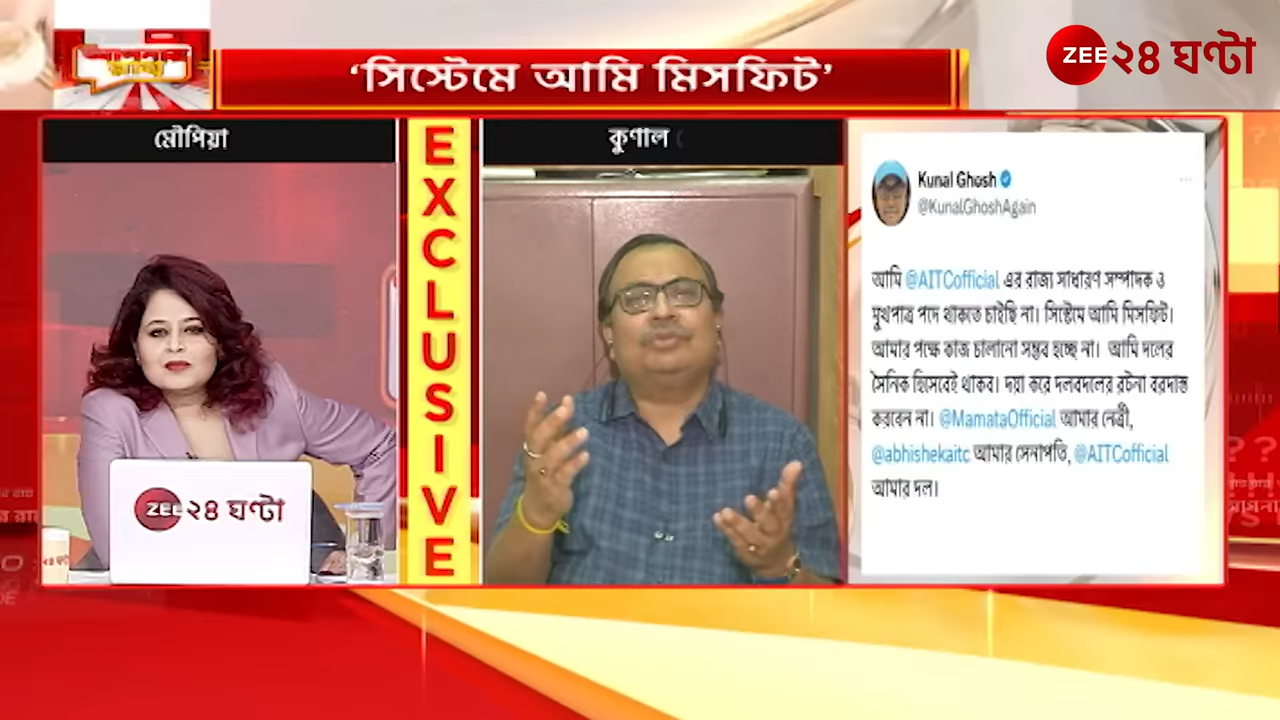 ‘সিস্টেমে আমি মিসফিট’
ZEE ২৪ ঘণ্টা
মৌপিয়া
EXCLUSIVE
কুণাল
ZEE ২৪ ঘণ্টা
Kunal Ghosh
@KunalGhoshAgain
আমি @AITCofficial এর রাজ্য সাধারণ সম্পাদক ও
মুখপাত্র পদে থাকতে চাইছি না। সিস্টেমে আমি মিসফিট।
আমার পক্ষে কাজ চালানো সম্ভব হচ্ছে না। আমি দলের
সৈনিক হিসেবেই থাকব। দয়া করে দলবদলের রটনা বরদাস্ত
করবেন না। @MamataOfficial আমার নেত্রী,
@abhishekaitc আমার সেনাপতি, @AITCofficial
আমার দল।